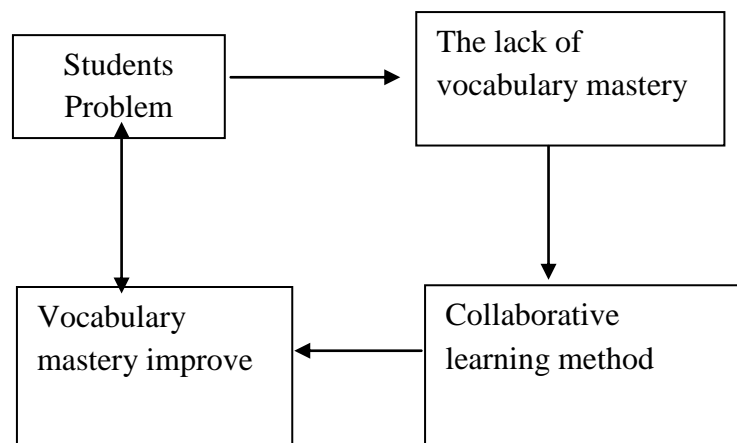 Students
Problem
The lack of
vocabulary mastery
Vocabulary
mastery improve
Collaborative
learning method